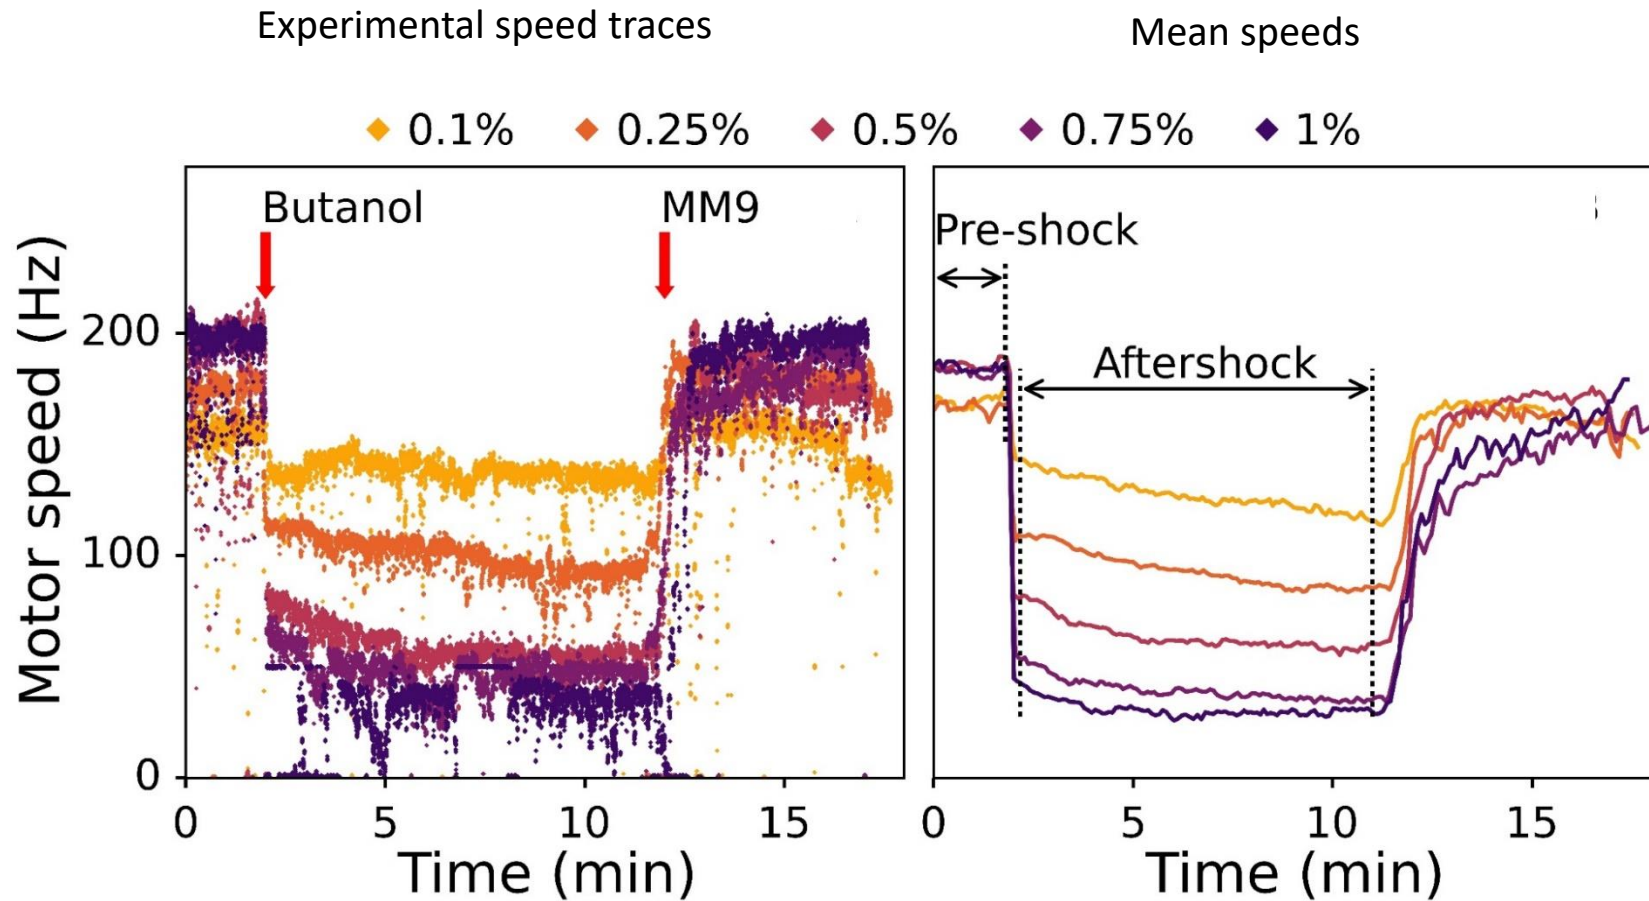 Experimental speed traces
Mean speeds
0.1% 0.25% 0.5% 0.75% 1%
Butanol
MM9
Pre-shock
Aftershock
Motor speed (Hz)
200
100
0
0 5 10 15
0 5 10 15
Time (min)
Time (min)